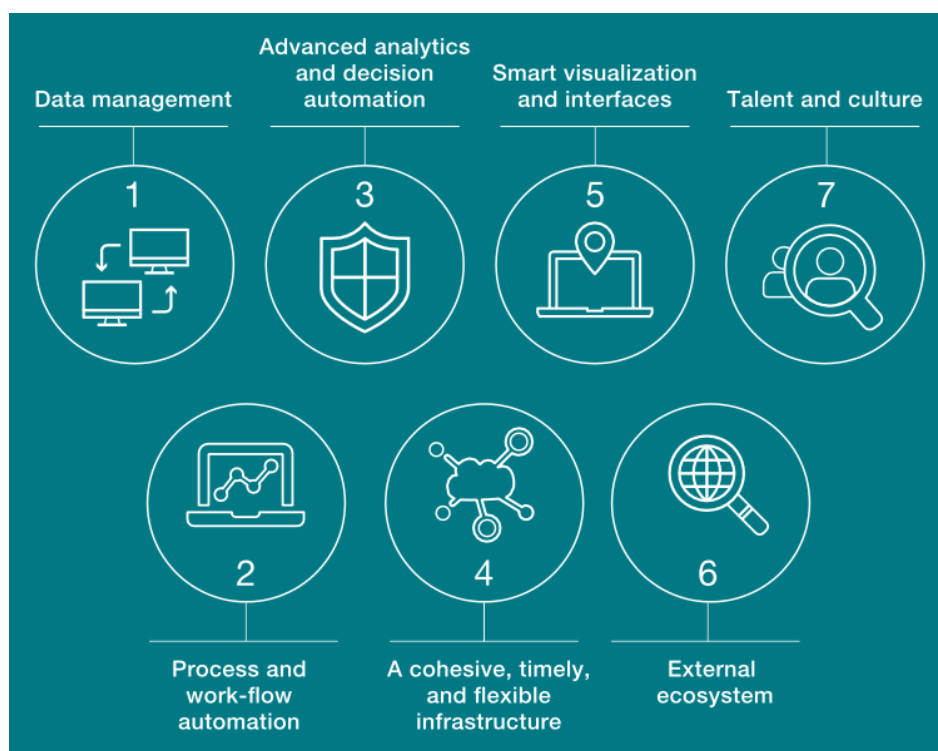 Data management
1
Process and
work-flow
automation
2
Advanced analytics
and decision
automation
3
A cohesive, timely,
and flexible
infrastructure
4
Smart visualization
and interfaces
5
External
ecosystem
6
Talent and culture
7